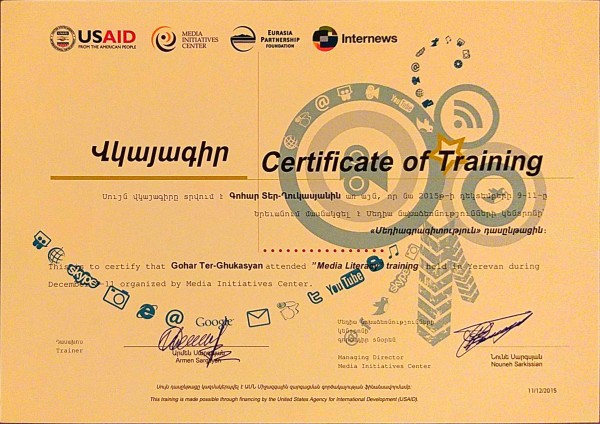 USAID
FROM THE AMERICAN PEOPLE
MEDIA
INITIATIVES
CENTER
EURASIA
PARTNERSHIP
FOUNDATION
Internews
YouTube
Վկայագիր
Certificate of Training
Սույն վկայագիրը տրվում է Գոհար Տեր-Ղուկասյանին առ այն, որ նա 2015թ-ի դեկտեմբերի 9-11-ը
Երևանում մասնակցել է Մեդիա նախաձեռնությունների կենտրոնի
«Մեդիագրագիտություն» դասընթացին:
This is to certify that Gohar Ter-Ghukasyan attended "Media Literacy" training held in Yerevan during
December 9-11 organized by Media Initiatives Center.
skype
YouTube
Google
Դասախոս
Trainer
Արմեն Սարգսյան
Armen Sargsyan
Մեդիա նախաձեռնությունների
կենտրոնի
գործադիր տնօրեն
Managing Director
Media Initiatives Center
Նունե Սարգսյան
Nouneh Sarkissian
Սույն դասընթացը կազմակերպվել է ԱՄՆ Միջազգային զարգացման գործակալության ֆինանսավորմամբ:
This training is made possible through financing by the United States Agency for International Development (USAID).
11/12/2015